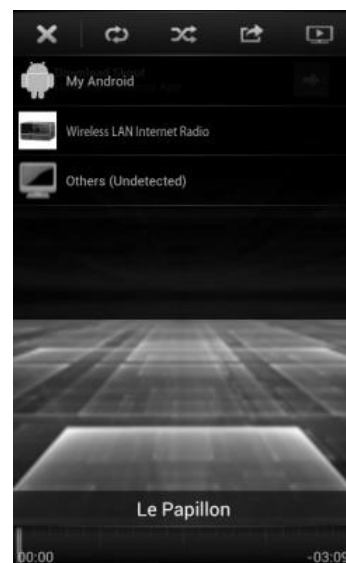 My Android
Wireless LAN Internet Radio
Others (Undetected)
Le Papillon
00:00
-03:09